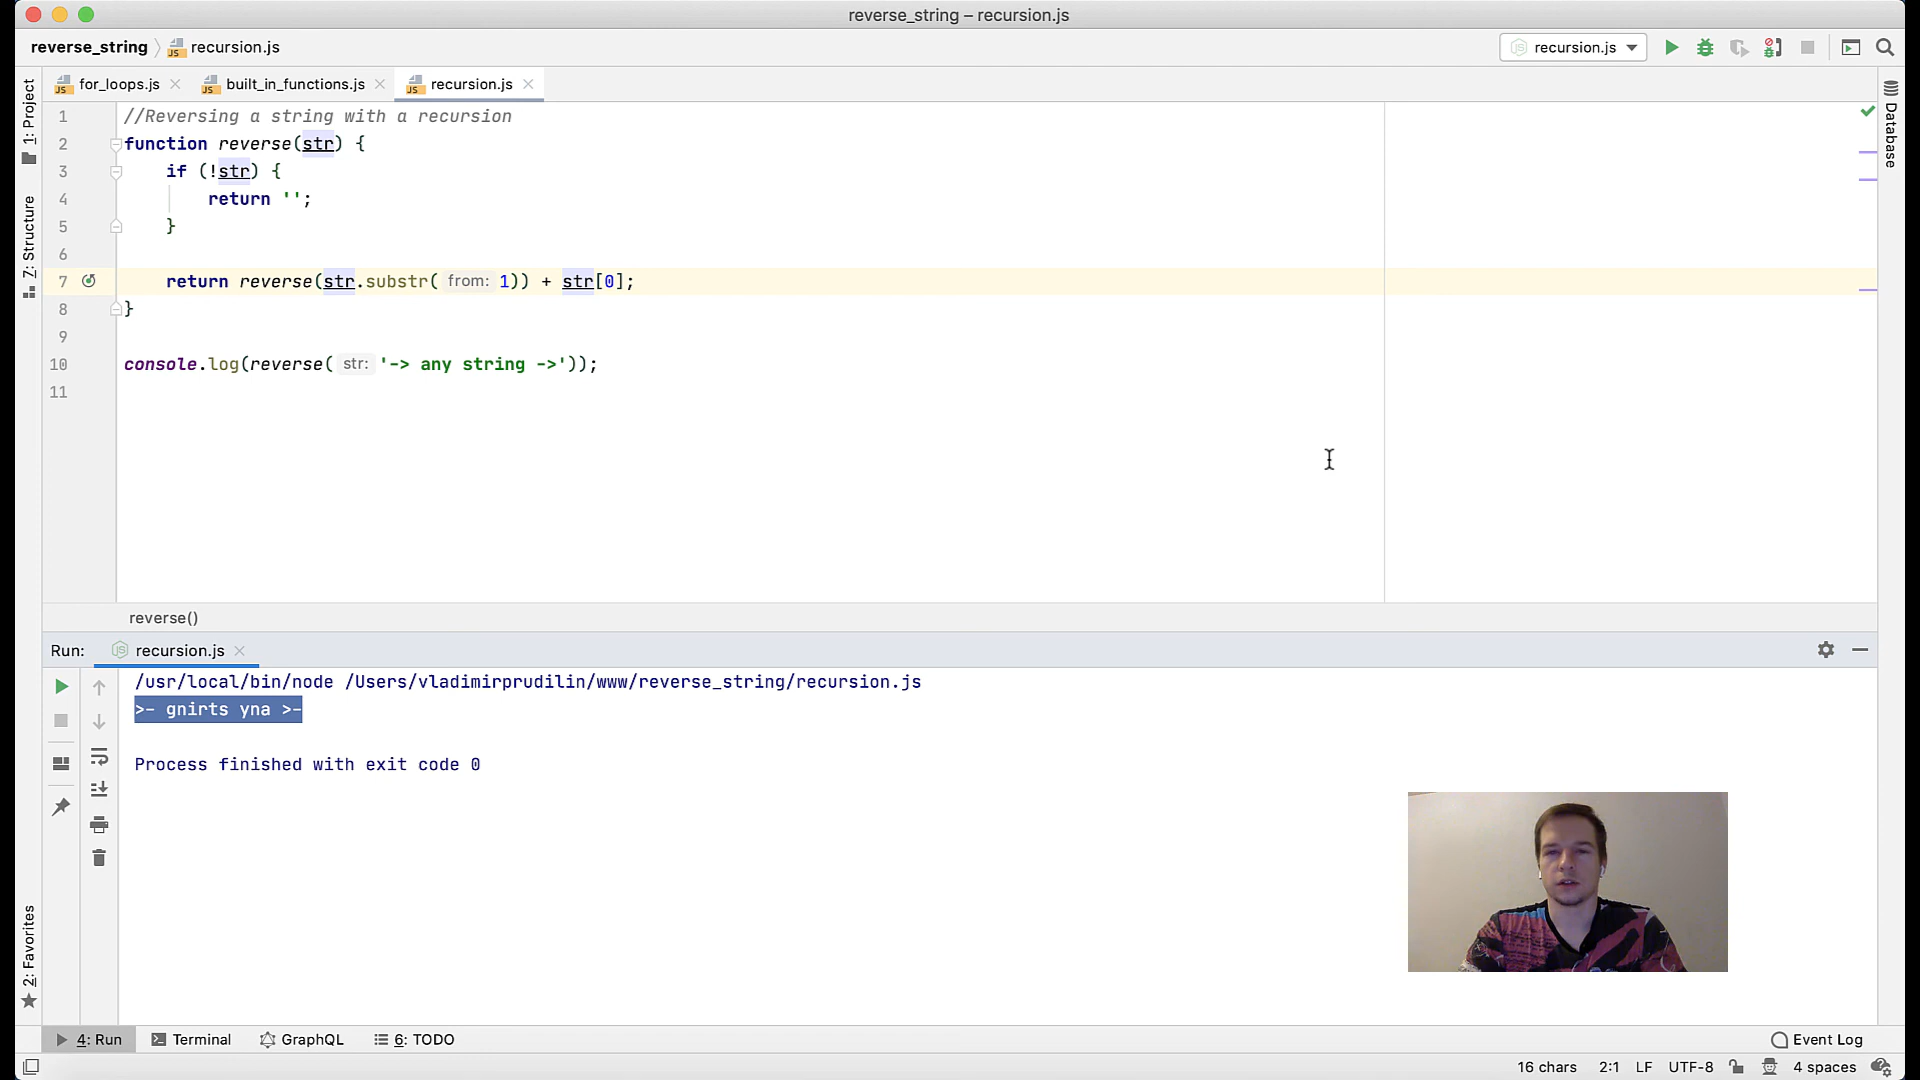 reverse_string – recursion.js
reverse_string recursion.js recursion.js
for_loops.js built_in_functions.js recursion.js
1: Project
7: Structure
2: Favorites
Database
1 //Reversing a string with a recursion
2 function reverse(str) {
3 if (!str) {
4 return '';
5 }
6
7 return reverse(str.substr( from: 1)) + str[0];
8 }
9
10 console.log(reverse( str: '-> any string ->'));
11
reverse()
Run: recursion.js
/usr/local/bin/node /Users/vladimirprudilin/www/reverse_string/recursion.js
>- gnirts yna >-
Process finished with exit code 0
4: Run Terminal GraphQL 6: TODO Event Log
16 chars 2:1 LF UTF-8 4 spaces